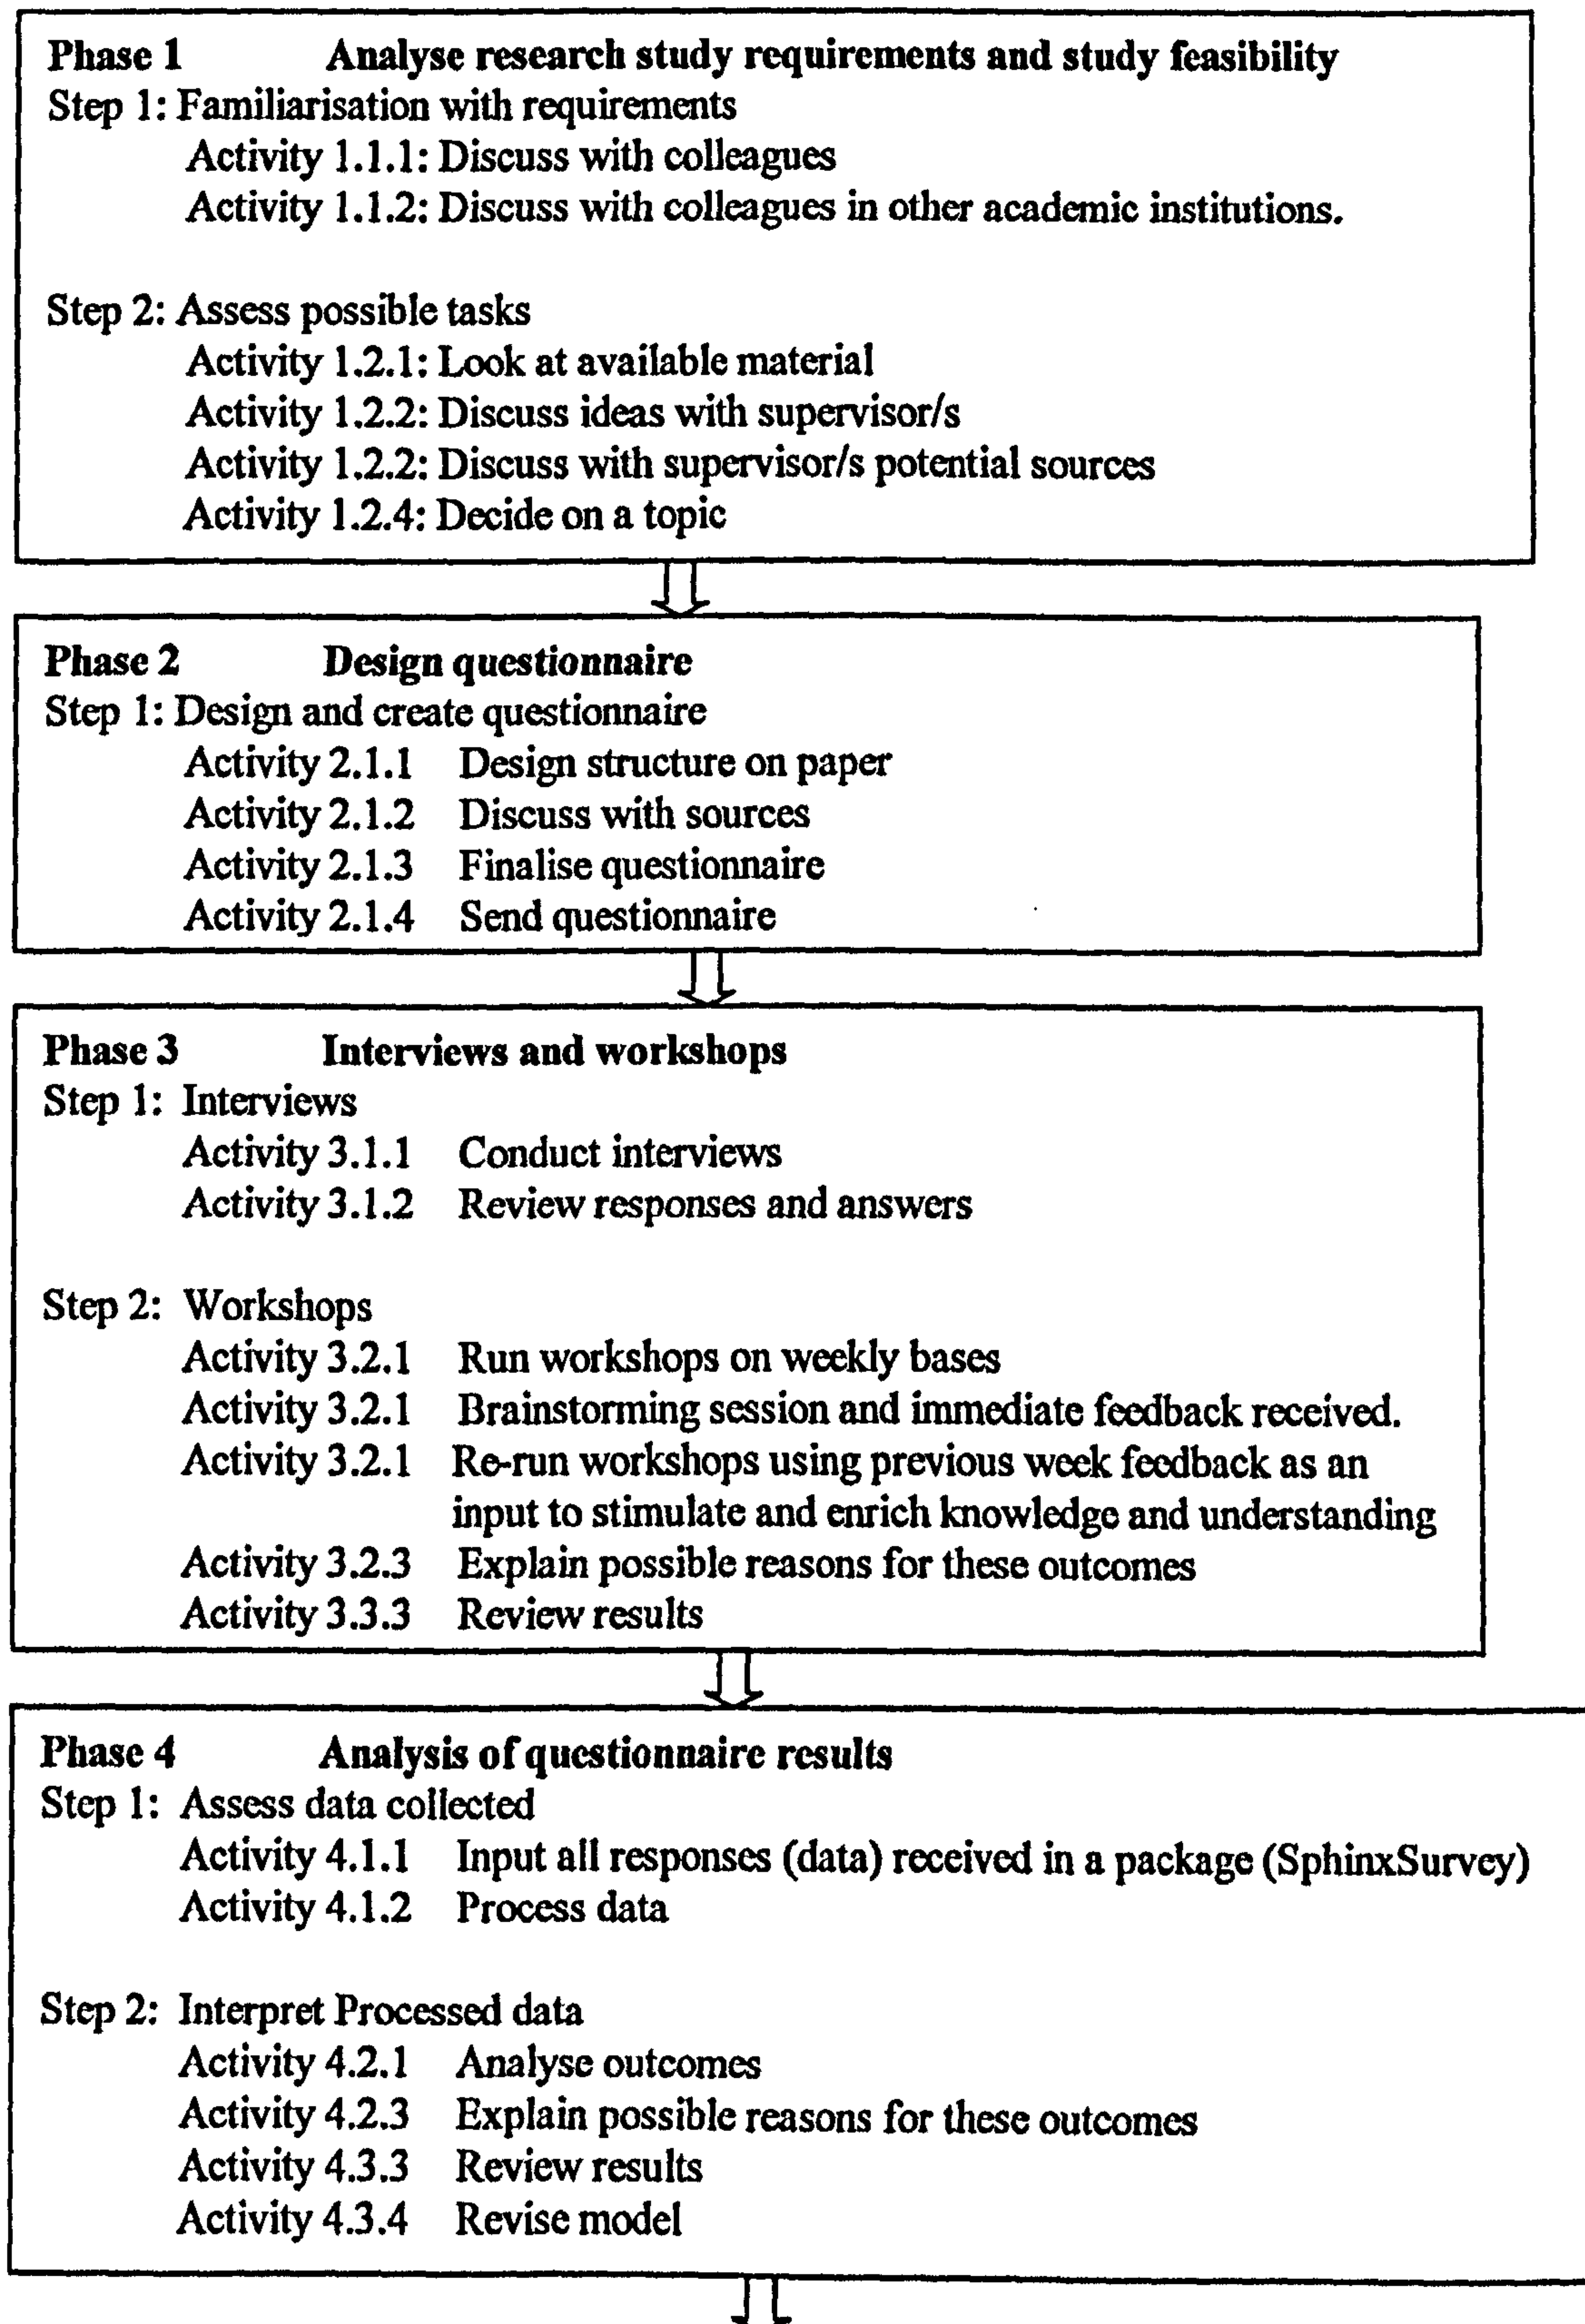 Phase 1 Analyse research study requirements and study feasibility
Step 1: Familiarisation with requirements
Activity 1.1.1: Discuss with colleagues
Activity 1.1.2: Discuss with colleagues in other academic institutions.
Step 2: Assess possible tasks
Activity 1.2.1: Look at available material
Activity 1.2.2: Discuss ideas with supervisor/s
Activity 1.2.2: Discuss with supervisor/s potential sources
Activity 1.2.4: Decide on a topic
Phase 2 Design questionnaire
Step 1: Design and create questionnaire
Activity 2.1.1 Design structure on paper
Activity 2.1.2 Discuss with sources
Activity 2.1.3 Finalise questionnaire
Activity 2.1.4 Send questionnaire
Phase 3 Interviews and workshops
Step 1: Interviews
Activity 3.1.1 Conduct interviews
Activity 3.1.2 Review responses and answers
Step 2: Workshops
Activity 3.2.1 Run workshops on weekly bases
Activity 3.2.1 Brainstorming session and immediate feedback received.
Activity 3.2.1 Re-run workshops using previous week feedback as an
input to stimulate and enrich knowledge and understanding
Activity 3.2.3 Explain possible reasons for these outcomes
Activity 3.3.3 Review results
Phase 4 Analysis of questionnaire results
Step 1: Assess data collected
Activity 4.1.1 Input all responses (data) received in a package (SphinxSurvey)
Activity 4.1.2 Process data
Step 2: Interpret Processed data
Activity 4.2.1 Analyse outcomes
Activity 4.2.3 Explain possible reasons for these outcomes
Activity 4.3.3 Review results
Activity 4.3.4 Revise model